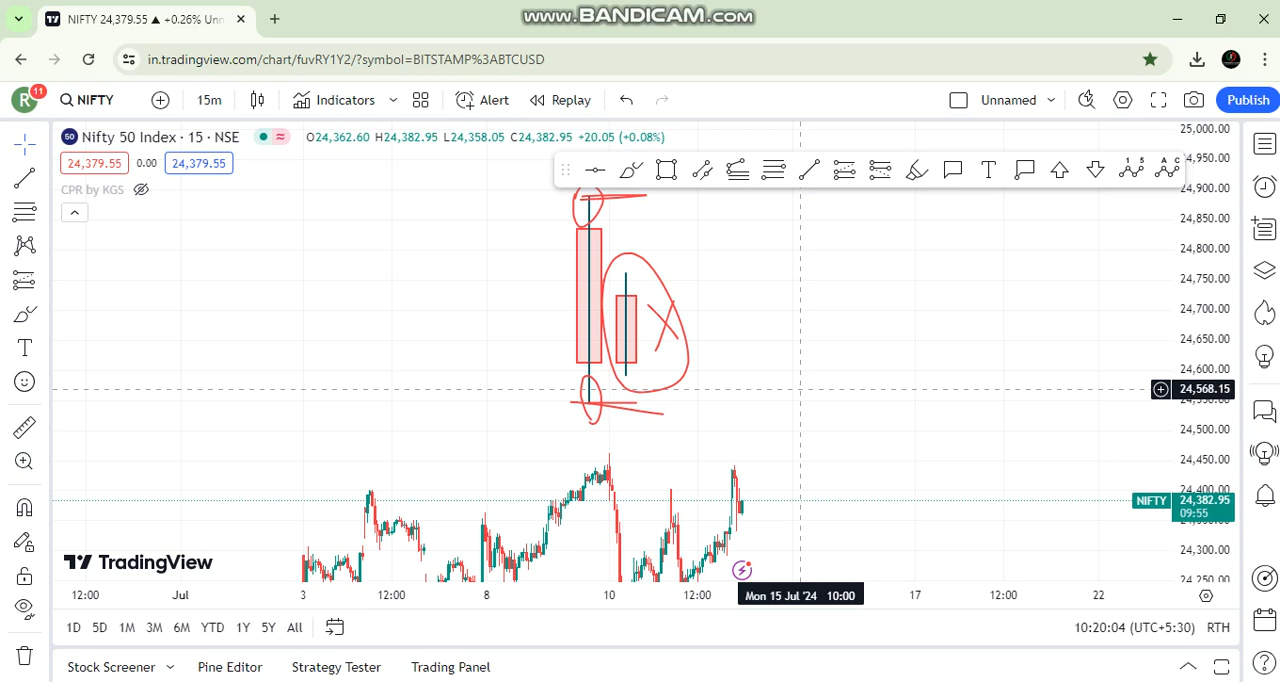 www.BANDICAM.com
NIFTY 24,379.55 ▲ +0.26% Unn
in.tradingview.com/chart/fuvRY1Y2/?symbol=BITSTAMP%3ABTCUSD
R 11 NIFTY 15m Indicators Alert Replay Unnamed Publish
50 Nifty 50 Index · 15 · NSE O24,362.60 H24,382.95 L24,358.05 C24,382.95 +20.05 (+0.08%)
24,379.55 0.00 24,379.55
CPR by KGS
25,000.00
24,950.00
24,900.00
24,850.00
24,800.00
24,750.00
24,700.00
24,650.00
24,600.00
24,568.15
24,500.00
24,450.00
24,400.00
NIFTY 24,382.95
09:55
24,300.00
24,250.00
TradingView
12:00 Jul 3 12:00 8 10 12:00 Mon 15 Jul '24 10:00 17 12:00 22
1D 5D 1M 3M 6M YTD 1Y 5Y All 10:20:04 (UTC+5:30) RTH
Stock Screener Pine Editor Strategy Tester Trading Panel